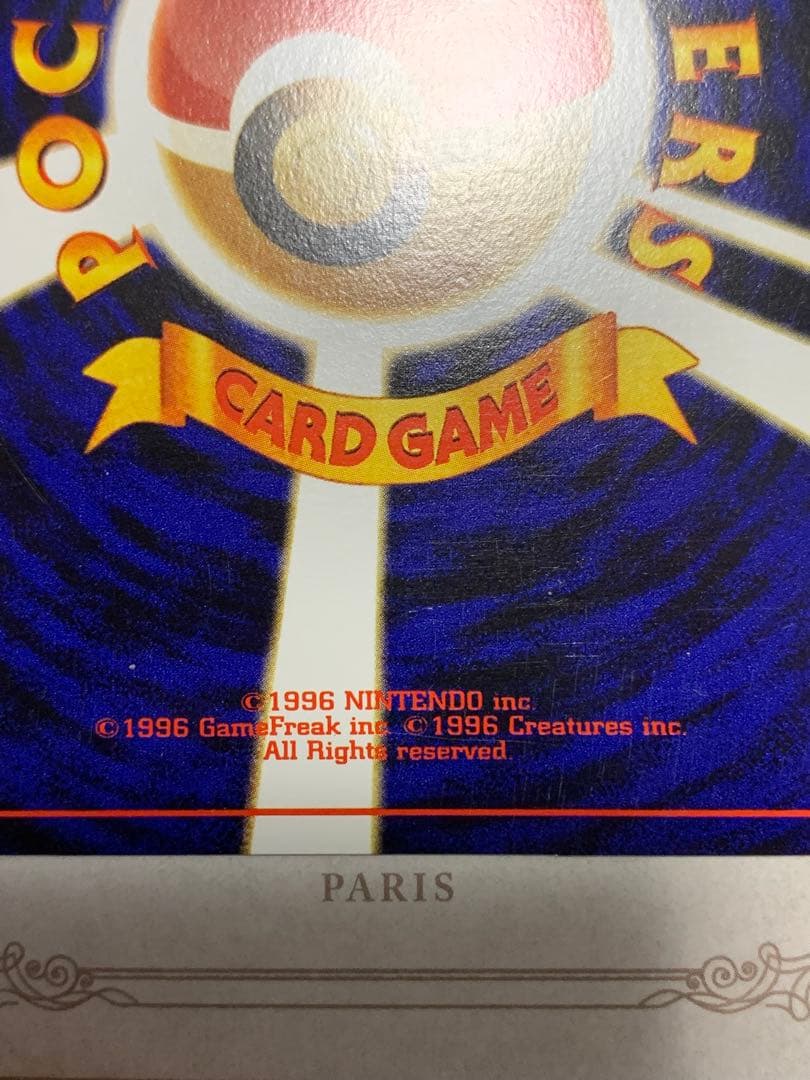 POC
ERS
CARD GAME
©1996 NINTENDO inc.
©1996 GameFreak inc. ©1996 Creatures inc.
All Rights reserved.
PARIS